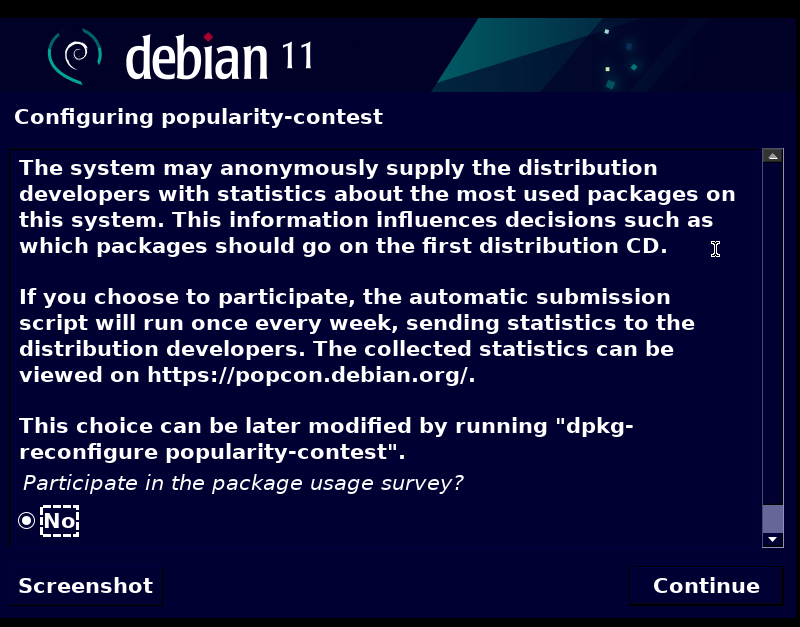 debian 11
Configuring popularity-contest
The system may anonymously supply the distribution
developers with statistics about the most used packages on
this system. This information influences decisions such as
which packages should go on the first distribution CD.
If you choose to participate, the automatic submission
script will run once every week, sending statistics to the
distribution developers. The collected statistics can be
viewed on https://popcon.debian.org/.
This choice can be later modified by running "dpkg-
reconfigure popularity-contest".
Participate in the package usage survey?
No
Screenshot
Continue